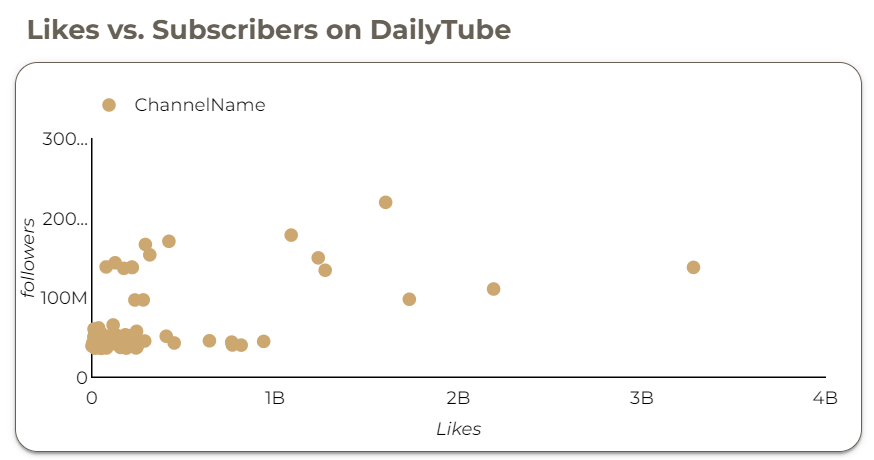 Likes vs. Subscribers on DailyTube
ChannelName
300...
200...
100M
0
followers
0 1B 2B 3B 4B
Likes